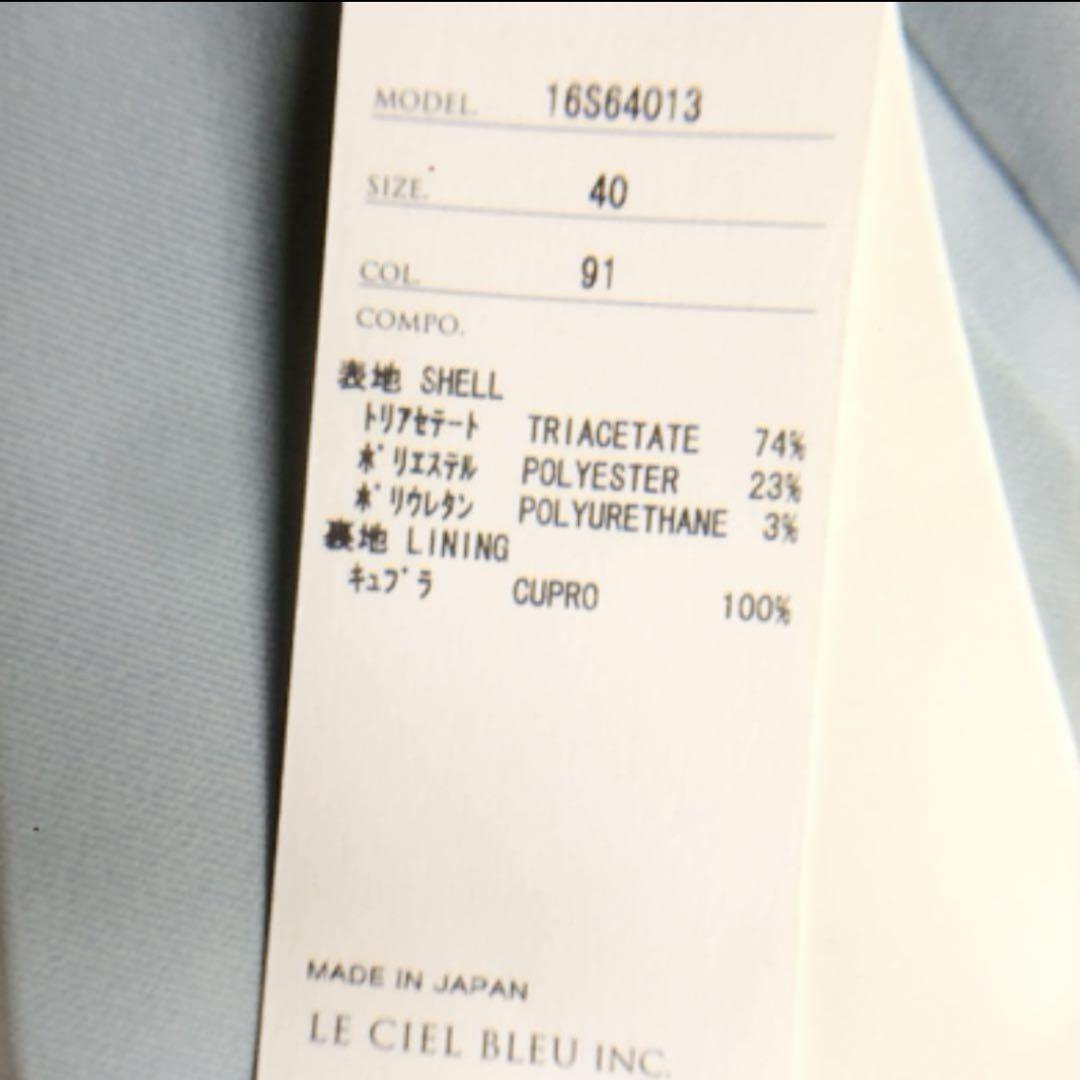 MODEL. 16S64013
SIZE. 40
COL. 91
COMPO.
表地 SHELL
ﾄﾘｱｾﾃｰﾄ TRIACETATE 74%
ﾎﾟﾘｴｽﾃﾙ POLYESTER 23%
ﾎﾟﾘｳﾚﾀﾝ POLYURETHANE 3%
裏地 LINING
ｷｭﾌﾟﾗ CUPRO 100%
MADE IN JAPAN
LE CIEL BLEU INC.